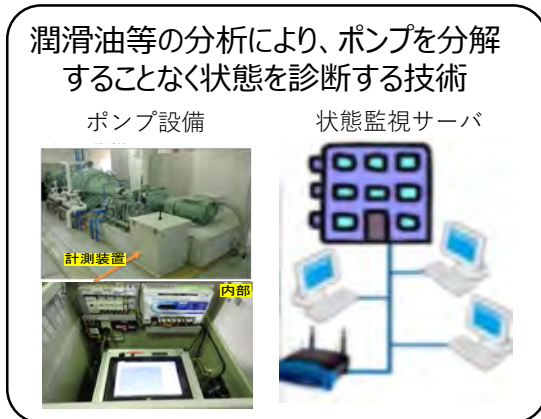 潤滑油等の分析により、ポンプを分解
することなく状態を診断する技術
ポンプ設備
状態監視サーバ
計測装置
内部